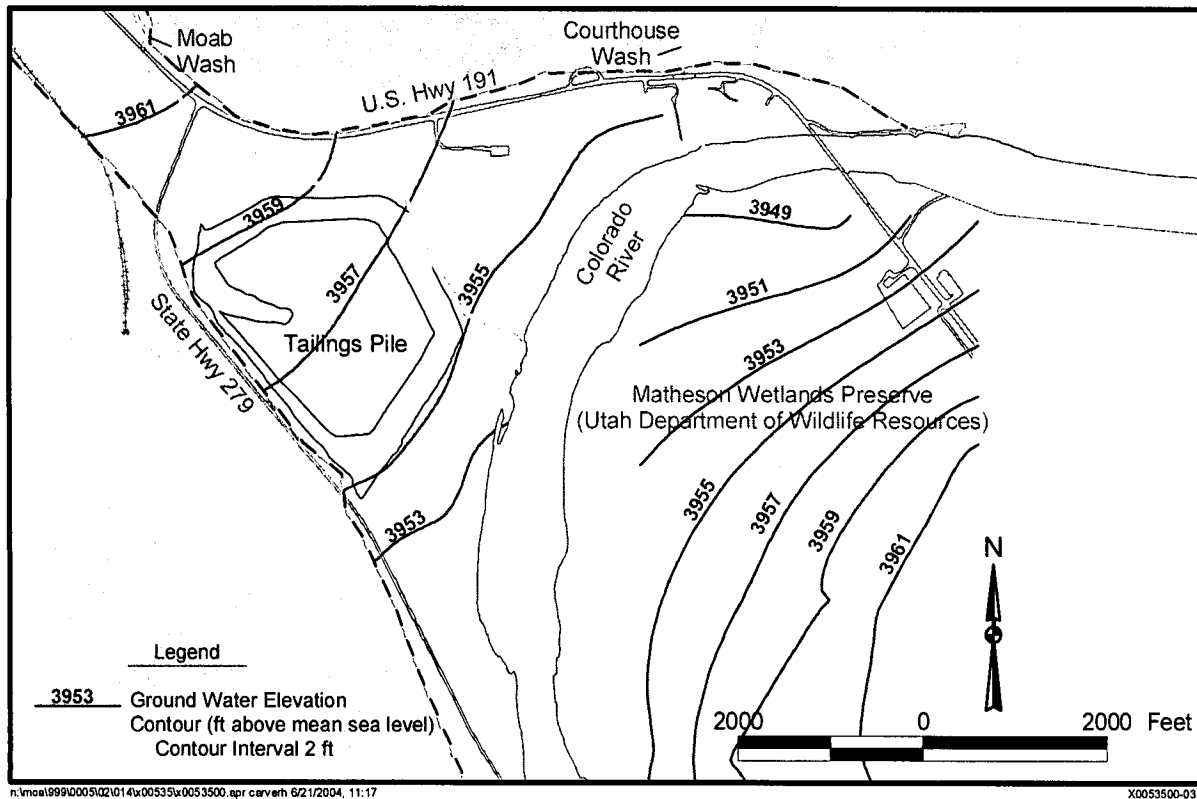 Moab
Wash
Courthouse
Wash
U.S. Hwy 191
3961
3959
3957
3955
3949
Colorado
River
3951
3953
State Hwy 279
Tailings Pile
Matheson Wetlands Preserve
(Utah Department of Wildlife Resources)
3953
3955
3957
3959
3961
N
Legend
3953 Ground Water Elevation
Contour (ft above mean sea level)
Contour Interval 2 ft
2000 0 2000 Feet
n:\moa\999\0005\02\014\x00535\x0053500.apr carverh 6/21/2004, 11:17
X0053500-03